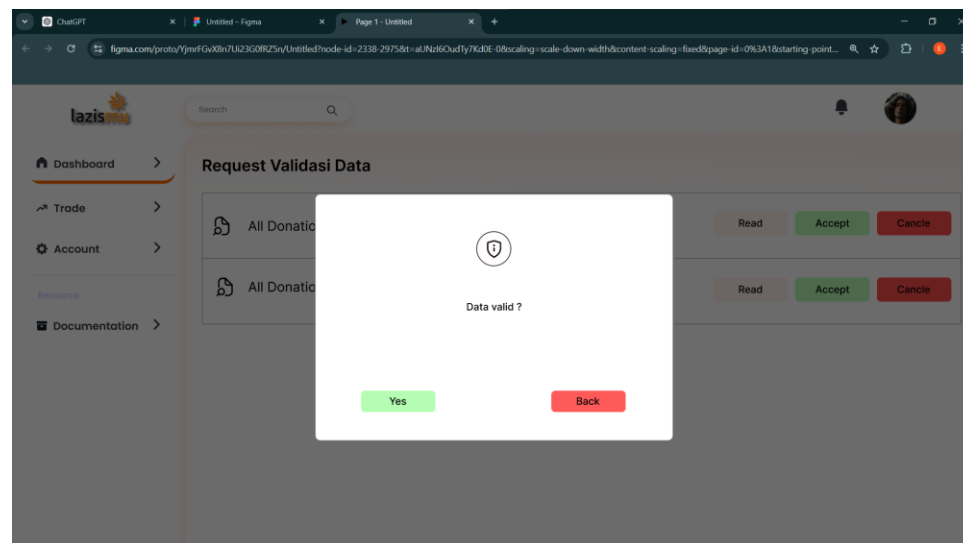 ChatGPT
Untitled – Figma
Page 1 - Untitled
figma.com/proto/YjmrFGvX8n7Ui23G0fRZ5n/Untitled?node-id=2338-2975&t=aUNzl6OudTy7Kd0E-0&scaling=scale-down-width&content-scaling=fixed&page-id=0%3A1&starting-point...
lazismu
Search
Dashboard
Request Validasi Data
Trade
All Donatio
Read
Accept
Cancle
Account
Resource
All Donatio
Read
Accept
Cancle
Data valid ?
Documentation
Yes
Back